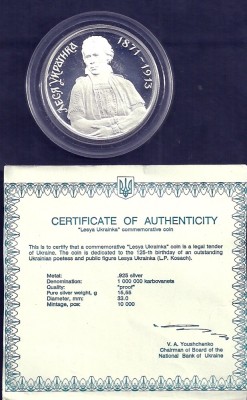 ЛЕСЯ УКРАЇНКА
1871-1913
CERTIFICATE OF AUTHENTICITY
"Lesya Ukrainka" commemorative coin
This is to certify that a commemorative "Lesya Ukrainka" coin is a legal tender
of Ukraine. The coin is dedicated to the 125-th birthday of an outstanding
Ukrainian poetess and public figure Lesya Ukrainka (L.P. Kosach).
Metal: .925 silver
Denomination: 1 000 000 karbovanets
Quality: "proof"
Pure silver weight, g 15,55
Diameter, mm 33.0
Mintage, pcs 10 000
V. A. Youshchenko
Chairman of Board of the
National Bank of Ukraine